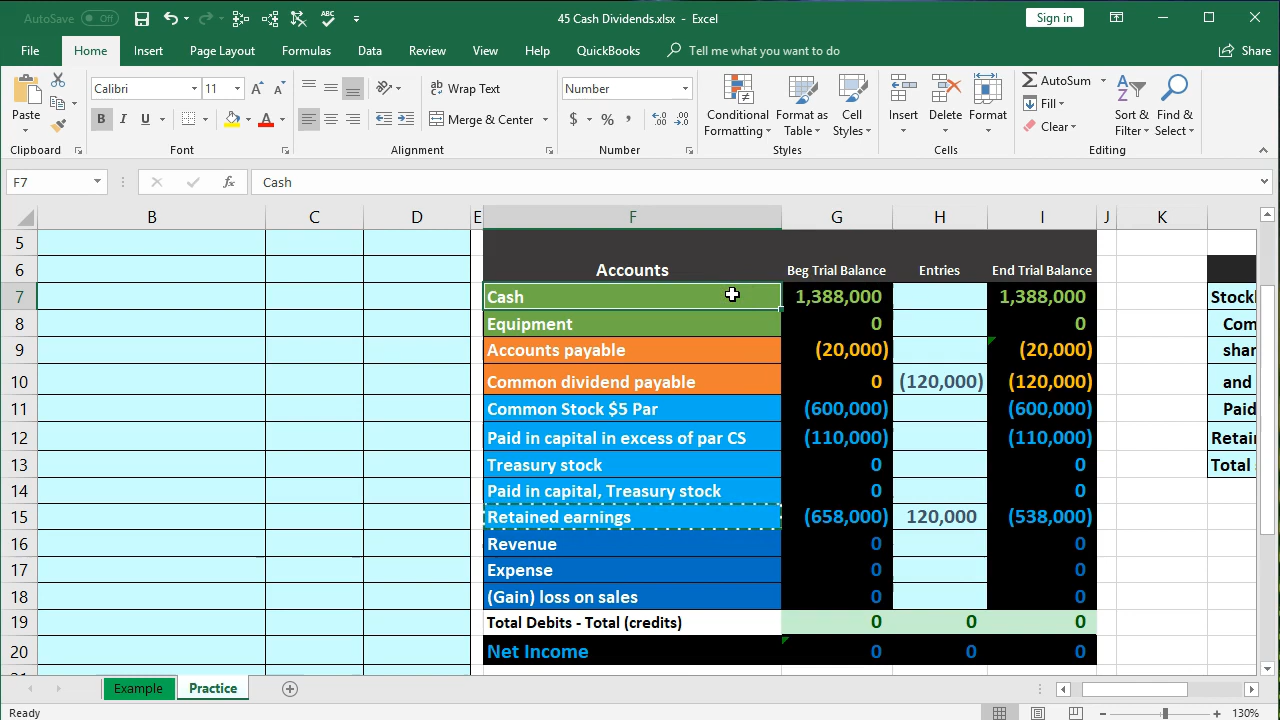 AutoSave Off 45 Cash Dividends.xlsx - Excel Sign in
File Home Insert Page Layout Formulas Data Review View Help QuickBooks Tell me what you want to do Share
Paste Calibri 11 Wrap Text Number Conditional Formatting Format as Table Cell Styles Insert Delete Format AutoSum Sort & Filter Find & Select
B I U A Merge & Center $ % , Fill
Clear
Clipboard Font Alignment Number Styles Cells Editing
F7 fx Cash
B C D E F G H I J K
5
6 Accounts Beg Trial Balance Entries End Trial Balance
7 Cash 1,388,000 1,388,000 Stockl
8 Equipment 0 0 Com
9 Accounts payable (20,000) (20,000) shar
10 Common dividend payable 0 (120,000) (120,000) and
11 Common Stock $5 Par (600,000) (600,000) Paid
12 Paid in capital in excess of par CS (110,000) (110,000) Retai
13 Treasury stock 0 0 Total
14 Paid in capital, Treasury stock 0 0
15 Retained earnings (658,000) 120,000 (538,000)
16 Revenue 0 0
17 Expense 0 0
18 (Gain) loss on sales 0 0
19 Total Debits - Total (credits) 0 0 0
20 Net Income 0 0 0
Example Practice
Ready 130%